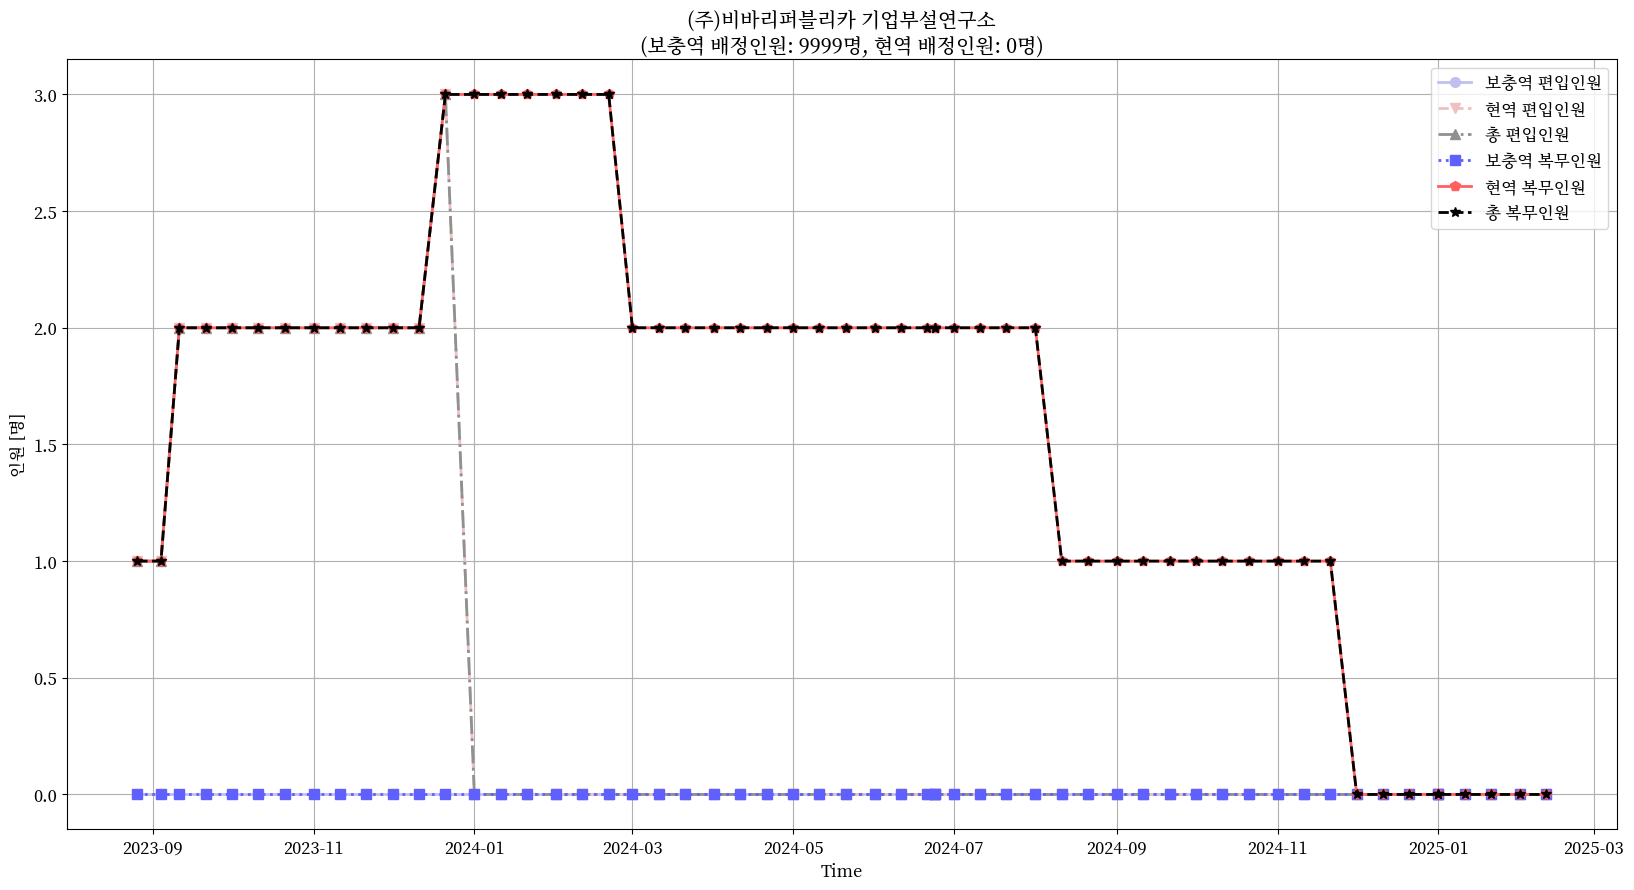 (주)비바리퍼블리카 기업부설연구소
(보충역 배정인원: 9999명, 현역 배정인원: 0명)
보충역 편입인원
현역 편입인원
총 편입인원
보충역 복무인원
현역 복무인원
총 복무인원
인원 [명]
3.0
2.5
2.0
1.5
1.0
0.5
0.0
2023-09 2023-11 2024-01 2024-03 2024-05 2024-07 2024-09 2024-11 2025-01 2025-03
Time